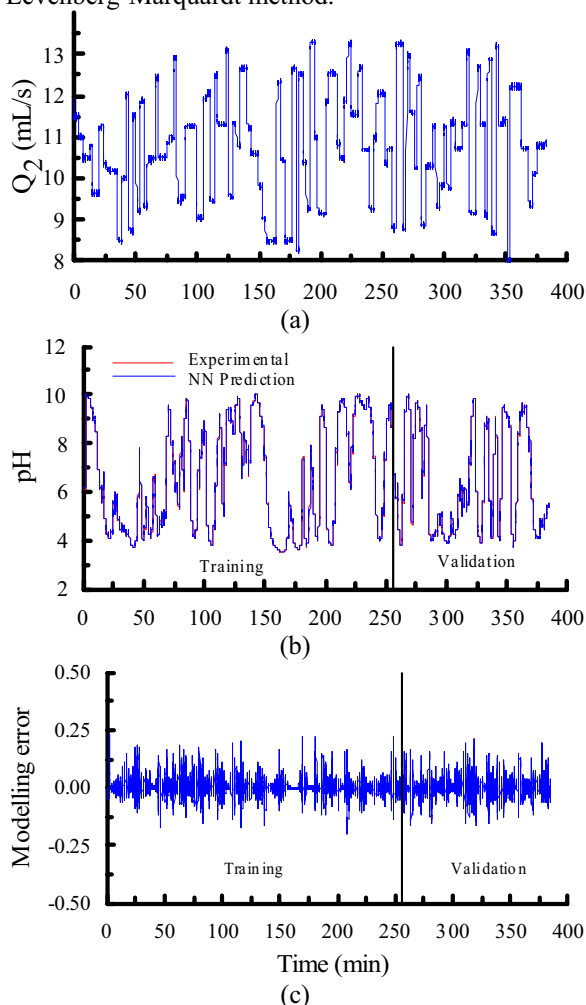 Levenberg-Marquardt method.
13
12
11
10
9
8
Q2 (mL/s)
0 50 100 150 200 250 300 350 400
(a)
12
10
8
6
4
2
pH
Experimental
NN Prediction
Training Validation
0 50 100 150 200 250 300 350 400
(b)
0.50
0.25
0.00
-0.25
-0.50
Modelling error
Training Validation
0 50 100 150 200 250 300 350 400
Time (min)
(c)